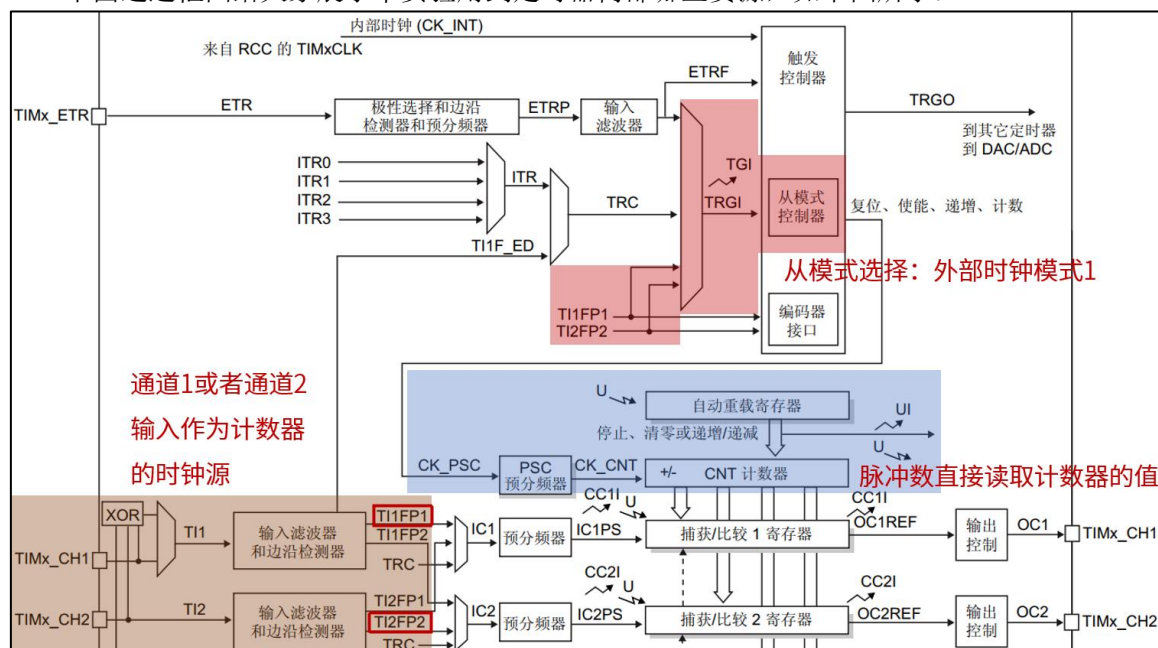 内部时钟 (CK_INT)
来自 RCC 的 TIMxCLK
触发
控制器
ETRF
TRGO
TIMx_ETR
ETR
极性选择和边沿
检测器和预分频器
ETRP
输入
滤波器
到其它定时器
到 DAC/ADC
ITR0
ITR1
ITR2
ITR3
ITR
TGI
TRC
TRGI
从模式
控制器
复位、使能、递增、计数
TI1F_ED
从模式选择：外部时钟模式1
TI1FP1
TI2FP2
编码器
接口
通道1或者通道2
输入作为计数器
的时钟源
U
自动重载寄存器
UI
停止、清零或递增/递减
U
CK_PSC
PSC
预分频器
CK_CNT
+/-
CNT 计数器
脉冲数直接读取计数器的值
XOR
TI1
输入滤波器
和边沿检测器
TI1FP1
TI1FP2
TRC
IC1
预分频器
IC1PS
CC1I
U
捕获/比较 1 寄存器
CC1I
OC1REF
输出
控制
OC1
TIMx_CH1
TIMx_CH1
TIMx_CH2
TI2
输入滤波器
和边沿检测器
TI2FP1
TI2FP2
TRC
IC2
预分频器
IC2PS
CC2I
U
捕获/比较 2 寄存器
CC2I
OC2REF
输出
控制
OC2
TIMx_CH2